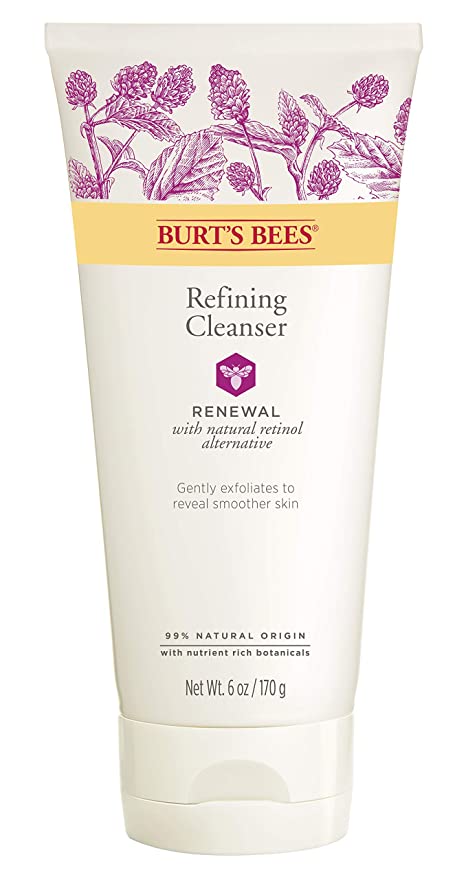 BURT'S BEES®
Refining
Cleanser
RENEWAL
with natural retinol
alternative
Gently exfoliates to
reveal smoother skin
99% NATURAL ORIGIN
with nutrient rich botanicals
Net Wt. 6 oz / 170 g